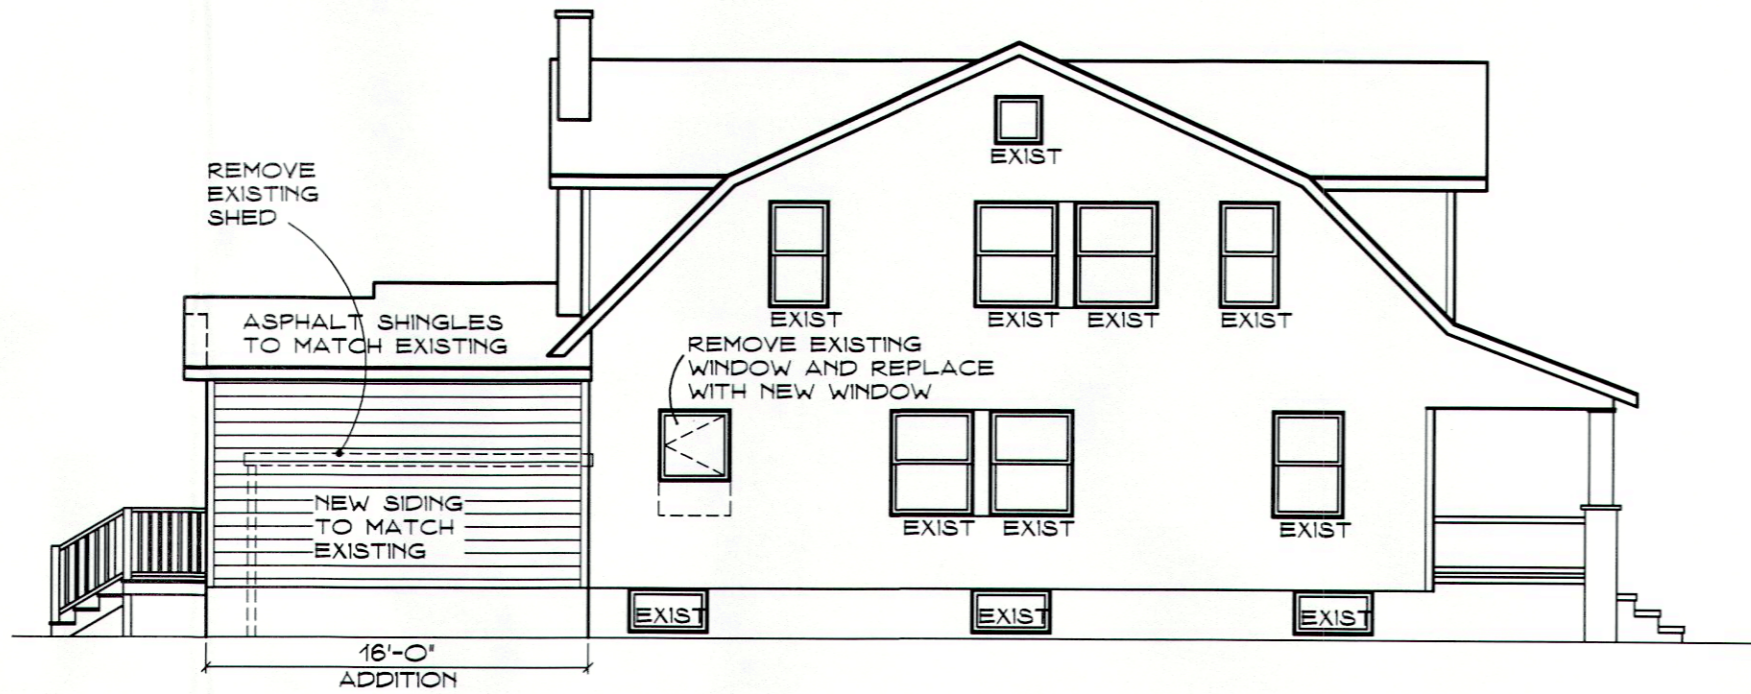 EXIST
REMOVE
EXISTING
SHED
EXIST
EXIST
EXIST
EXIST
ASPHALT SHINGLES
TO MATCH EXISTING
REMOVE EXISTING
WINDOW AND REPLACE
WITH NEW WINDOW
NEW SIDING
TO MATCH
EXISTING
EXIST
EXIST
EXIST
EXIST
EXIST
EXIST
16'-0"
ADDITION